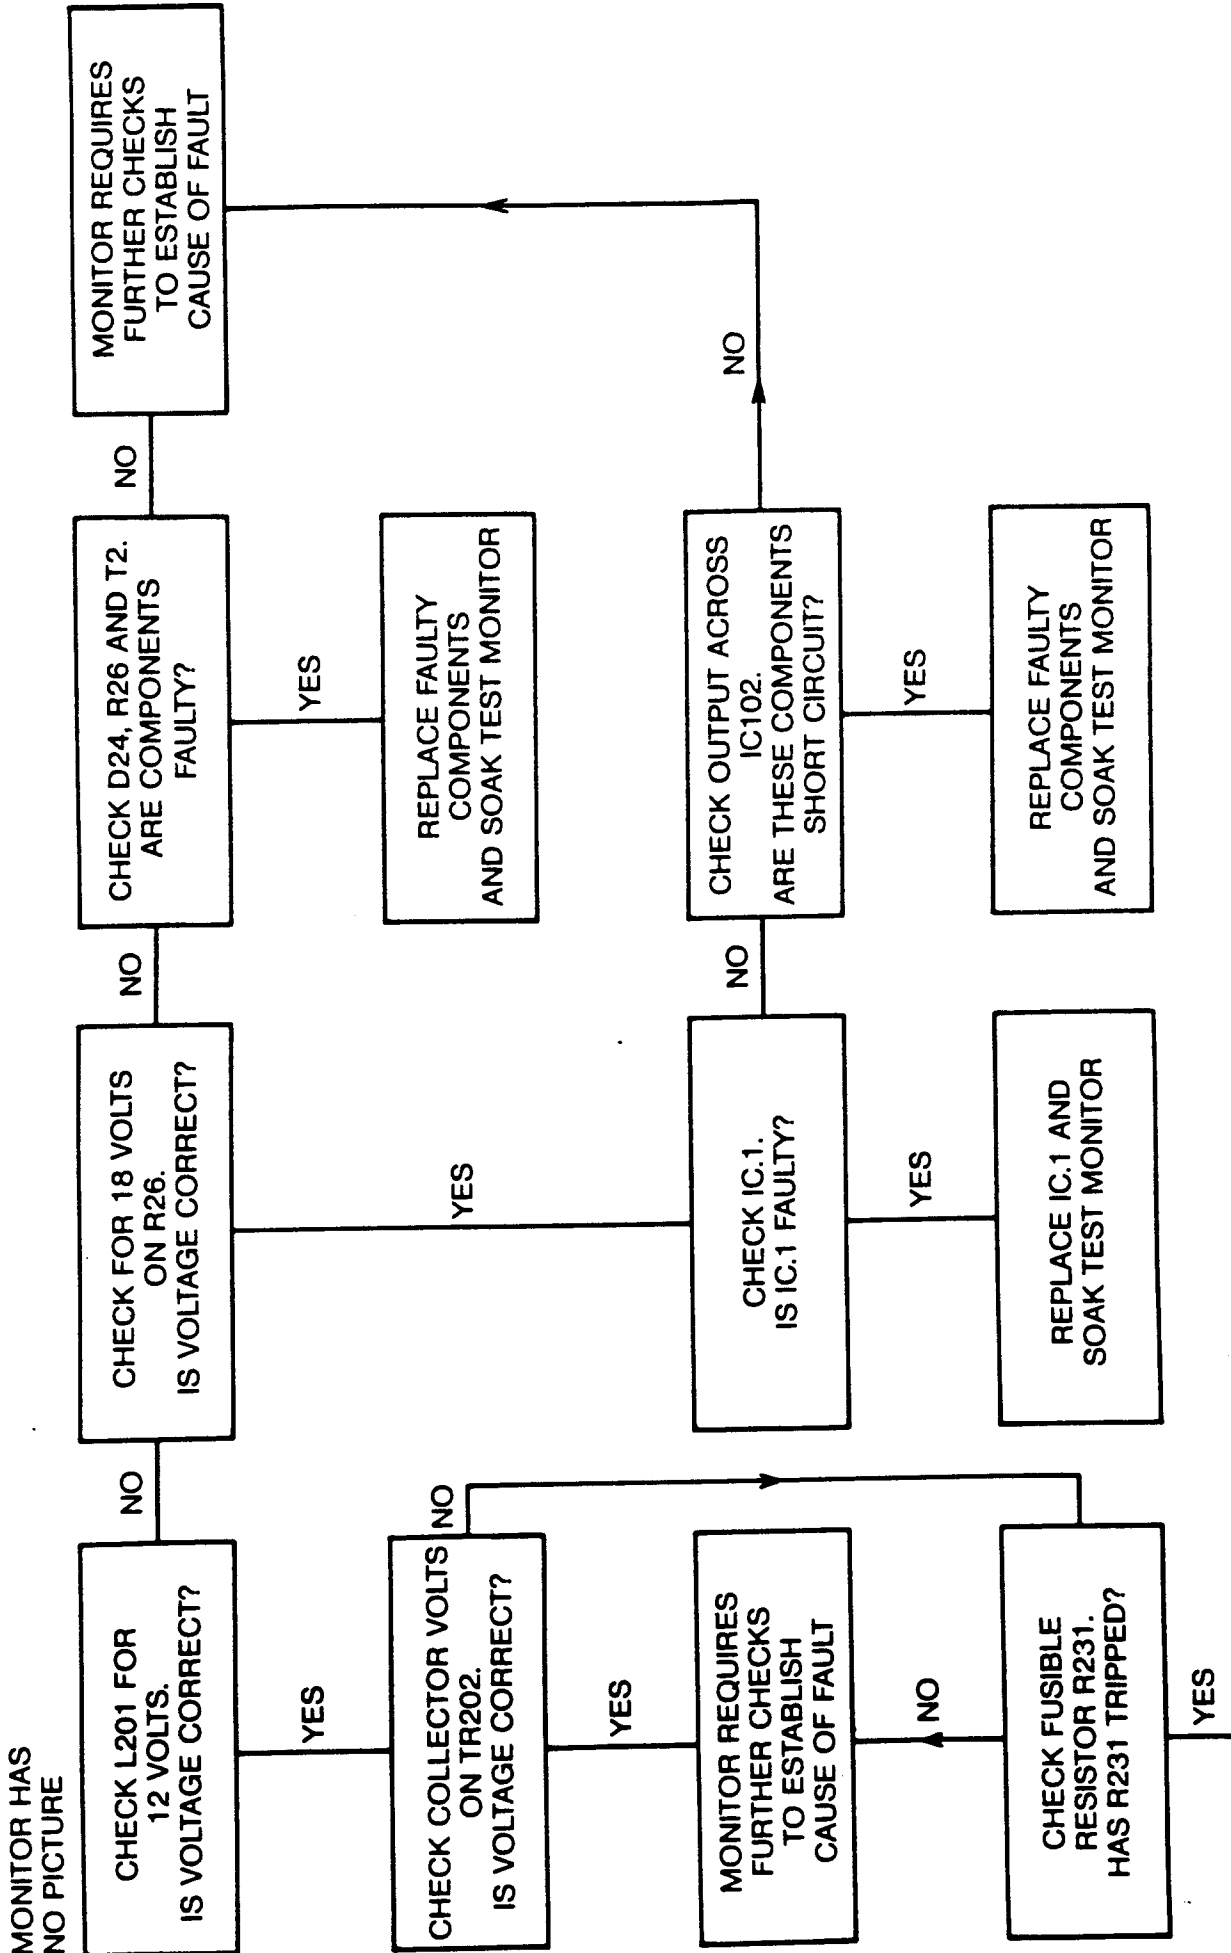 MONITOR HAS
NO PICTURE
CHECK L201 FOR
12 VOLTS.
IS VOLTAGE CORRECT?
NO
CHECK FOR 18 VOLTS
ON R26.
IS VOLTAGE CORRECT?
NO
CHECK D24, R26 AND T2.
ARE COMPONENTS
FAULTY?
NO
MONITOR REQUIRES
FURTHER CHECKS
TO ESTABLISH
CAUSE OF FAULT
YES
YES
YES
CHECK COLLECTOR VOLTS
ON TR202.
IS VOLTAGE CORRECT?
NO
REPLACE FAULTY
COMPONENTS
AND SOAK TEST MONITOR
YES
MONITOR REQUIRES
FURTHER CHECKS
TO ESTABLISH
CAUSE OF FAULT
CHECK IC.1.
IS IC.1 FAULTY?
NO
CHECK OUTPUT ACROSS
IC102.
ARE THESE COMPONENTS
SHORT CIRCUIT?
NO
NO
YES
YES
CHECK FUSIBLE
RESISTOR R231.
HAS R231 TRIPPED?
REPLACE IC.1 AND
SOAK TEST MONITOR
REPLACE FAULTY
COMPONENTS
AND SOAK TEST MONITOR
YES